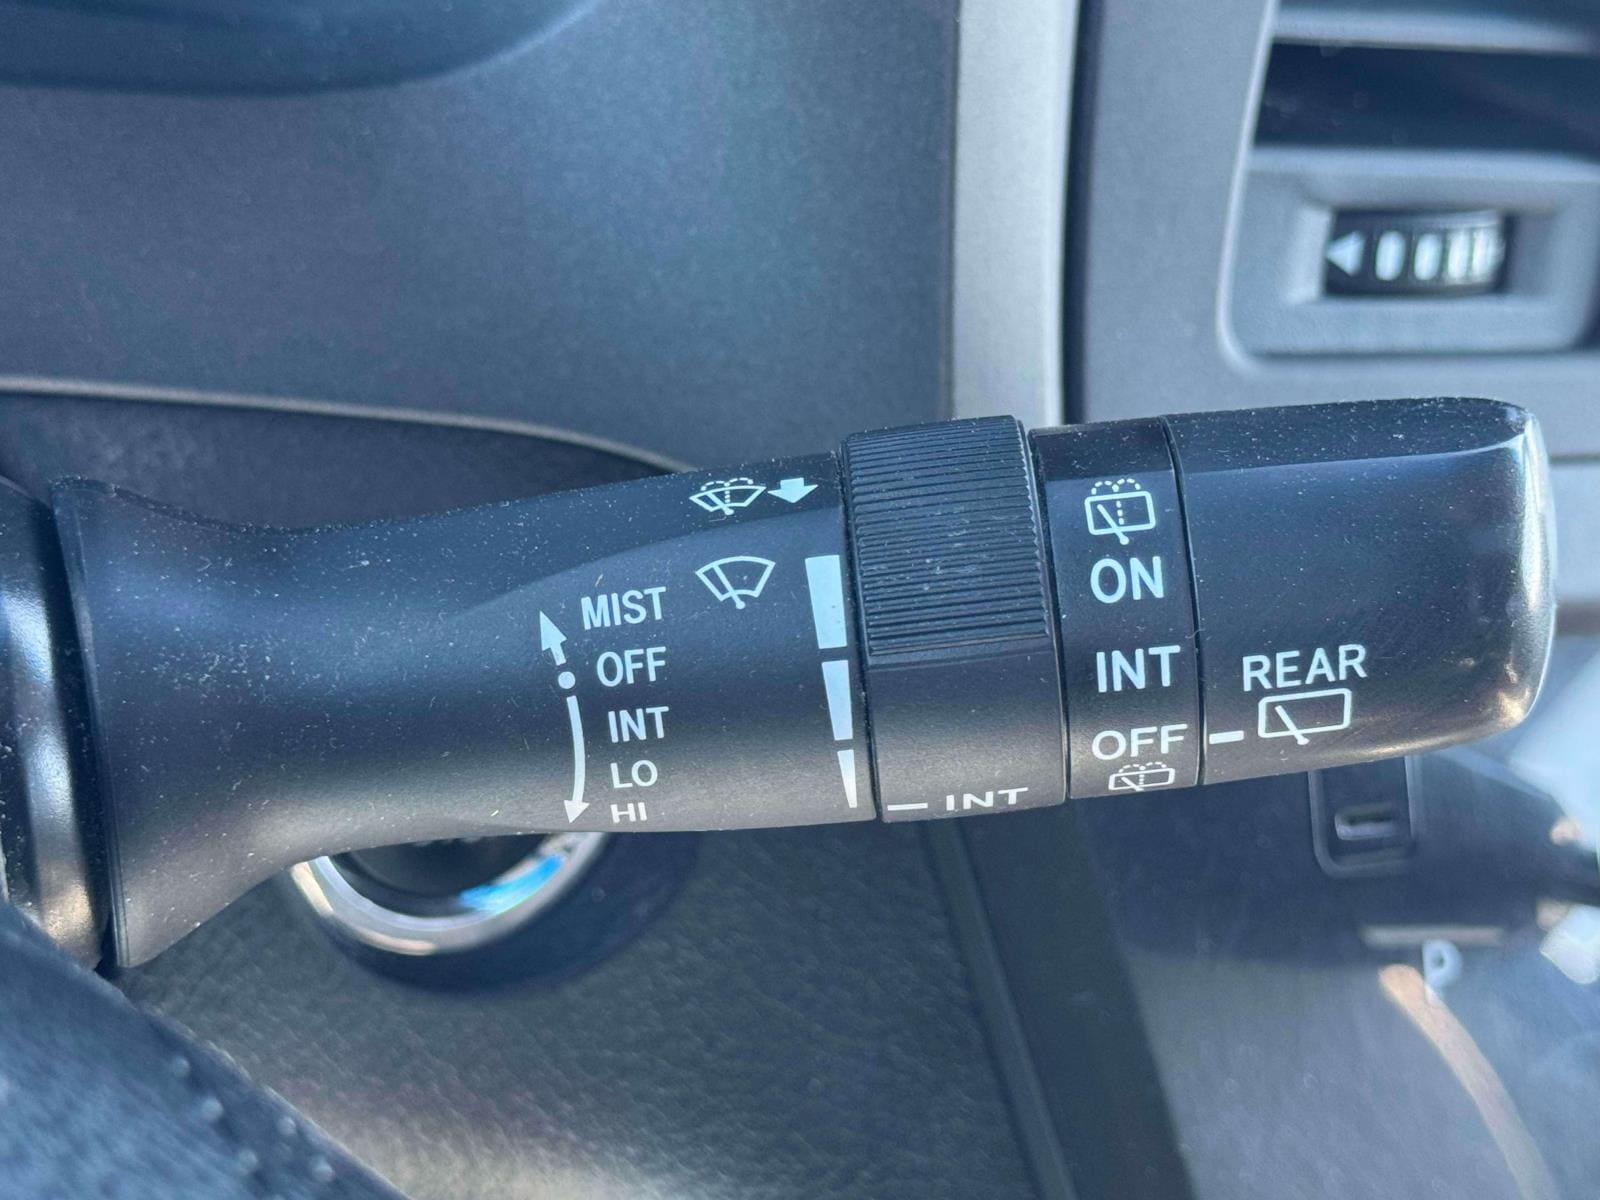 MIST
OFF
INT
LO
HI
INT
ON
INT
OFF
REAR
P